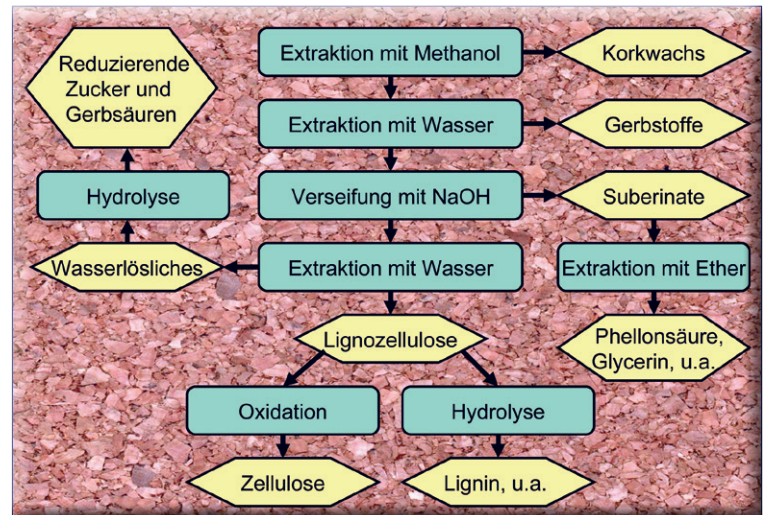 Reduzierende
Zucker und
Gerbsäuren
Extraktion mit Methanol
Korkwachs
Extraktion mit Wasser
Gerbstoffe
Hydrolyse
Verseifung mit NaOH
Suberinate
Wasserlösliches
Extraktion mit Wasser
Extraktion mit Ether
Lignozellulose
Phellonsäure,
Glycerin, u.a.
Oxidation
Hydrolyse
Zellulose
Lignin, u.a.